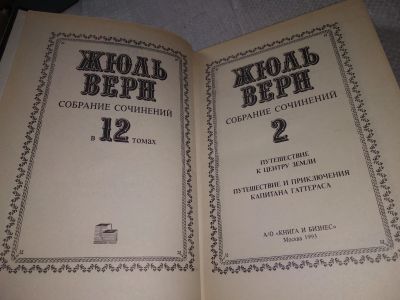 ЖЮЛЬ
ВЕРН
СОБРАНИЕ СОЧИНЕНИЙ
в 12 томах
ЖЮЛЬ
ВЕРН
СОБРАНИЕ СОЧИНЕНИЙ
2
ПУТЕШЕСТВИЕ
К ЦЕНТРУ ЗЕМЛИ
ПУТЕШЕСТВИЕ И ПРИКЛЮЧЕНИЯ
КАПИТАНА ГАТТЕРАСА
А/О «КНИГА И БИЗНЕС»
Москва 1993